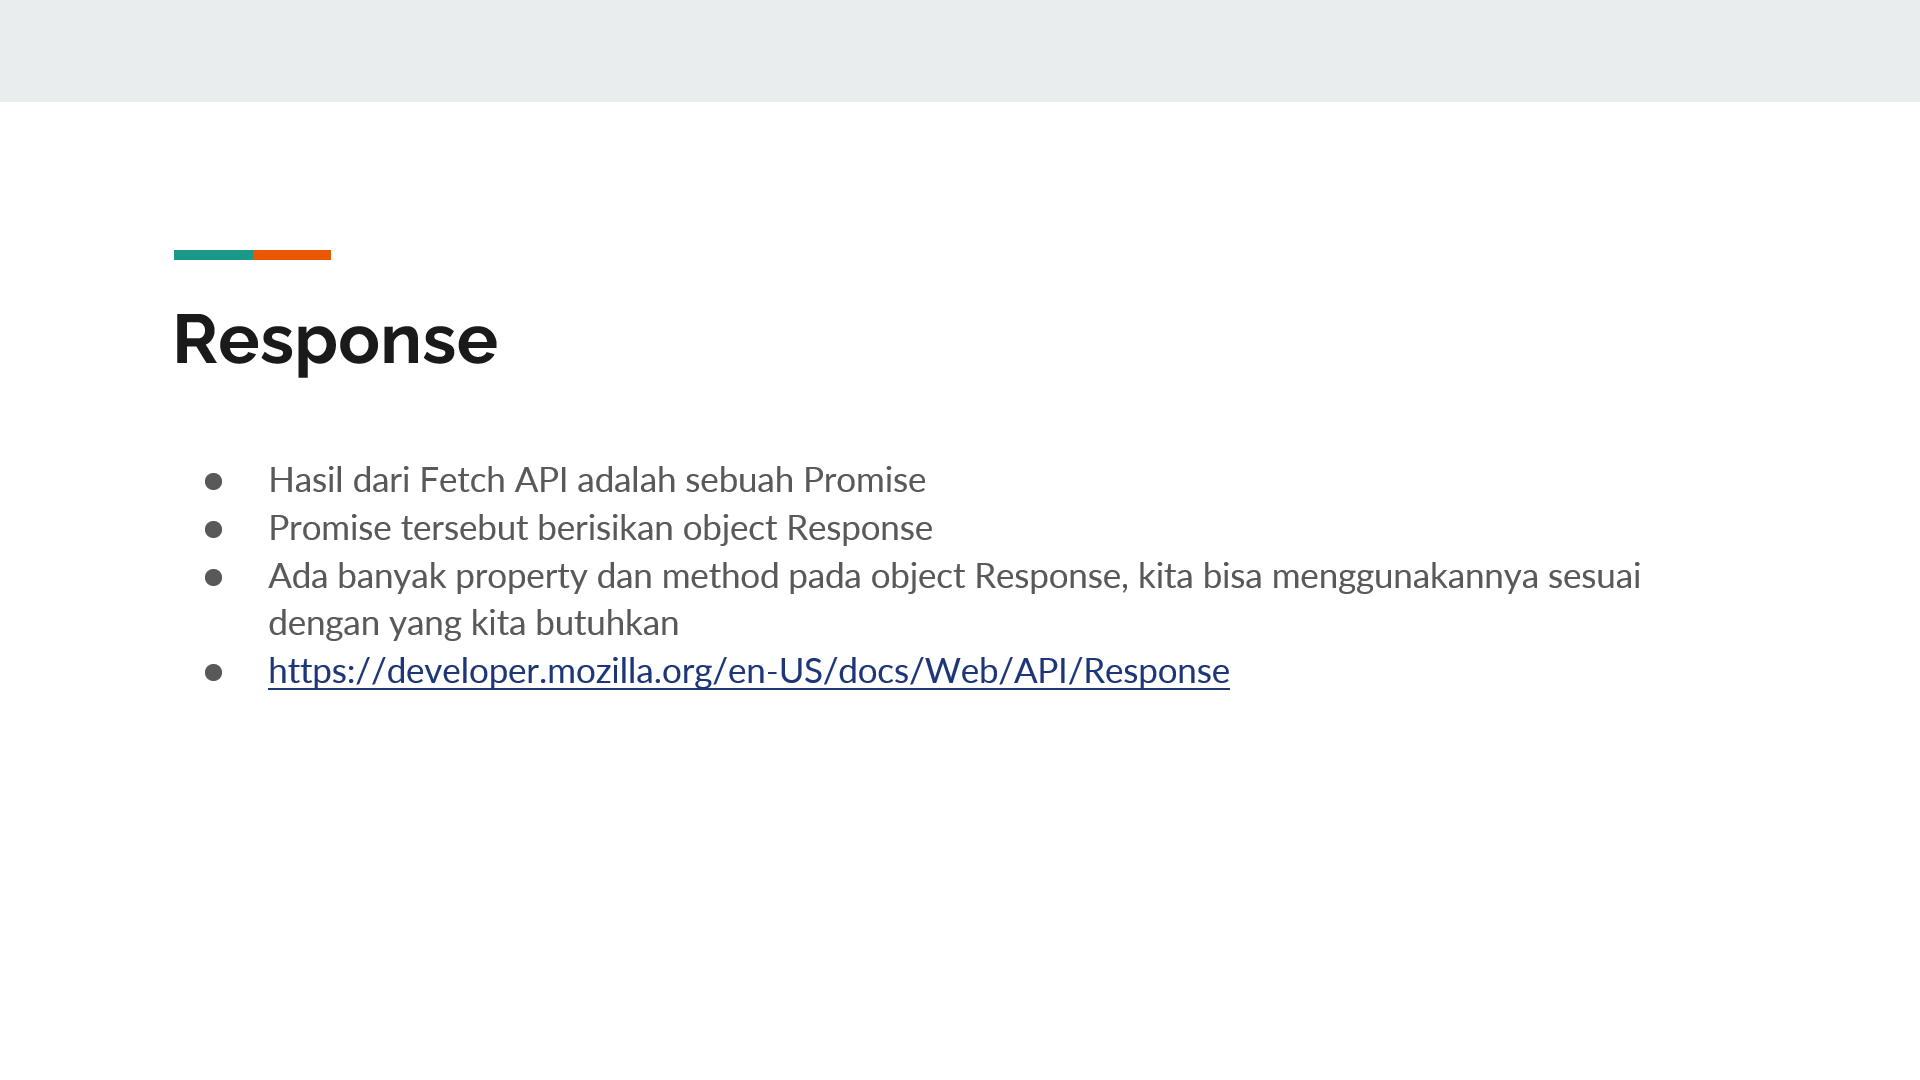 Response
● Hasil dari Fetch API adalah sebuah Promise
● Promise tersebut berisikan object Response
● Ada banyak property dan method pada object Response, kita bisa menggunakannya sesuai
dengan yang kita butuhkan
● https://developer.mozilla.org/en-US/docs/Web/API/Response